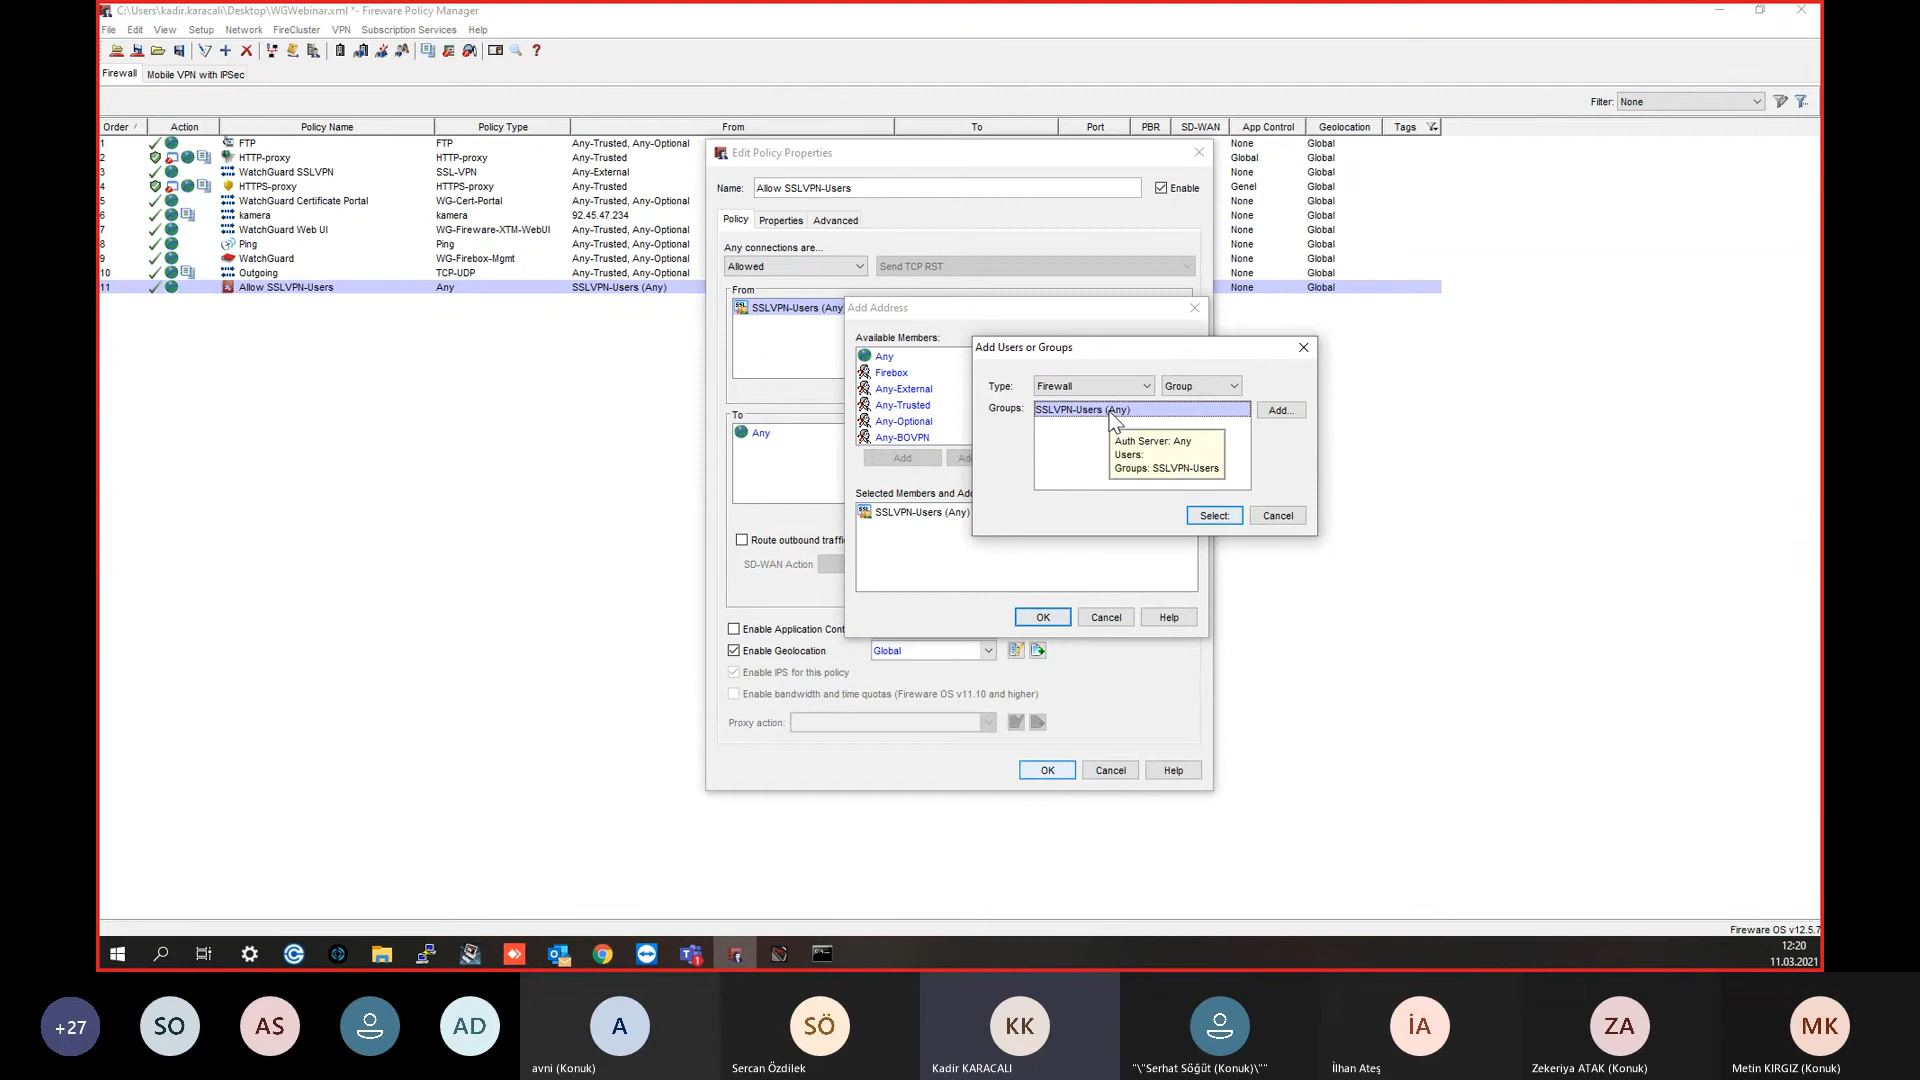 C:\Users\kadir.karacali\Desktop\WGWebinar.xml *- Fireware Policy Manager
File Edit View Setup Network FireCluster VPN Subscription Services Help
Firewall Mobile VPN with IPSec
Filter: None
Order Action Policy Name Policy Type From To Port PBR SD-WAN App Control Geolocation Tags
1 FTP FTP Any-Trusted, Any-Optional None Global
2 HTTP-proxy HTTP-proxy Any-Trusted Global Global
3 WatchGuard SSLVPN SSL-VPN Any-External None Global
4 HTTPS-proxy HTTPS-proxy Any-Trusted Genel Global
5 WatchGuard Certificate Portal WG-Cert-Portal Any-Trusted, Any-Optional None Global
6 kamera kamera 92.45.47.234 None Global
7 WatchGuard Web UI WG-Fireware-XTM-WebUI Any-Trusted, Any-Optional None Global
8 Ping Ping Any-Trusted, Any-Optional None Global
9 WatchGuard WG-Firebox-Mgmt Any-Trusted, Any-Optional None Global
10 Outgoing TCP-UDP Any-Trusted, Any-Optional None Global
11 Allow SSLVPN-Users Any SSLVPN-Users (Any) None Global
Edit Policy Properties
Name: Allow SSLVPN-Users Enable
Policy Properties Advanced
Any connections are...
Allowed Send TCP RST
From
SSLVPN-Users (Any
To
Any
Route outbound traffi
SD-WAN Action
Enable Application Cont
Enable Geolocation Global
Enable IPS for this policy
Enable bandwidth and time quotas (Fireware OS v11.10 and higher)
Proxy action:
OK Cancel Help
Add Address
Available Members:
Any
Firebox
Any-External
Any-Trusted
Any-Optional
Any-BOVPN
Add Ad
Selected Members and Add
SSLVPN-Users (Any)
OK Cancel Help
Add Users or Groups
Type: Firewall Group
Groups: SSLVPN-Users (Any) Add...
Auth Server: Any
Users:
Groups: SSLVPN-Users
Select: Cancel
Fireware OS v12.5.7
12:20
11.03.2021
+27 SO AS AD A SÖ KK İA ZA MK
avni (Konuk) Sercan Özdilek Kadir KARACALI "\"Serhat Söğüt (Konuk)\"" İlhan Ateş Zekeriya ATAK (Konuk) Metin KIRGIZ (Konuk)